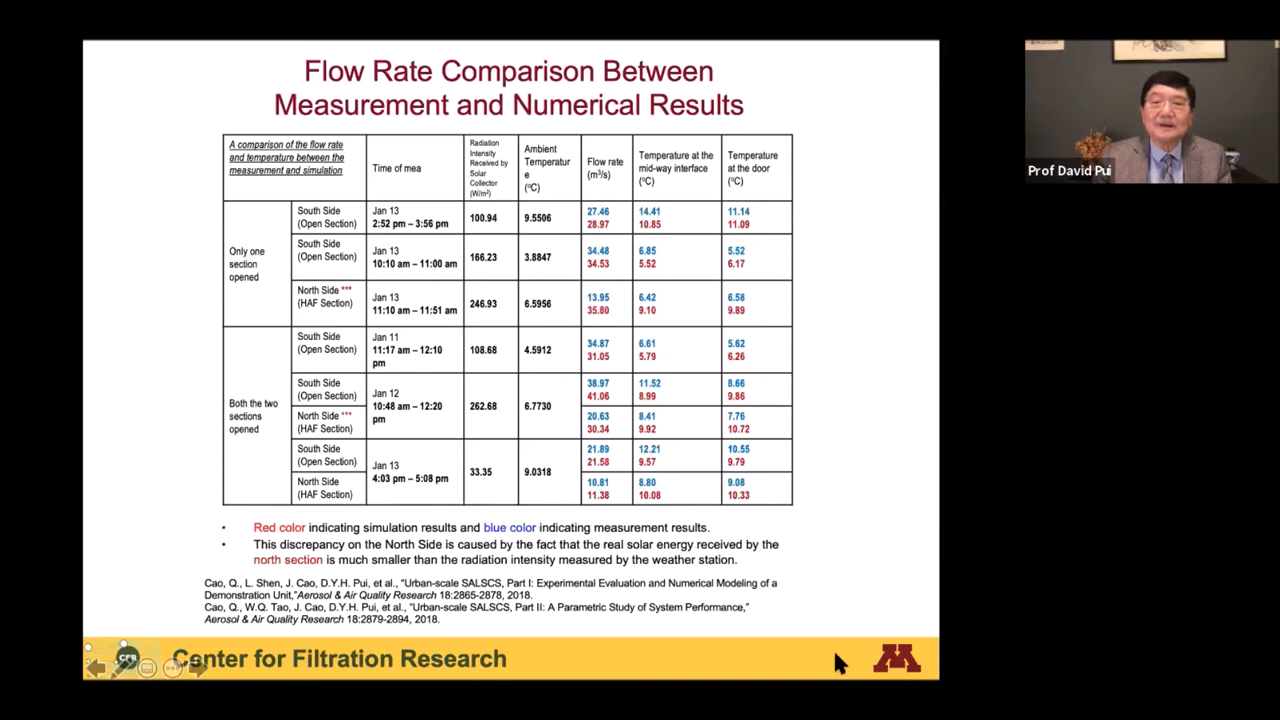 Flow Rate Comparison Between
Measurement and Numerical Results
A comparison of the flow rate
and temperature between the
measurement and simulation
Time of mea
Radiation
Intensity
Received by
Solar
Collector
(W/m²)
Ambient
Temperatur
e
(⁰C)
Flow rate
(m³/s)
Temperature at the
mid-way interface
(⁰C)
Temperature
at the door
(⁰C)
Only one
section
opened
South Side
(Open Section)
Jan 13
2:52 pm – 3:56 pm
100.94
9.5506
27.46
28.97
14.41
10.85
11.14
11.09
South Side
(Open Section)
Jan 13
10:10 am – 11:00 am
166.23
3.8847
34.48
34.53
6.85
5.52
5.52
6.17
North Side ***
(HAF Section)
Jan 13
11:10 am – 11:51 am
246.93
6.5956
13.95
35.80
6.42
9.10
6.58
9.89
Both the two
sections
opened
South Side
(Open Section)
Jan 11
11:17 am – 12:10
pm
108.68
4.5912
34.87
31.05
6.61
5.79
5.62
6.26
South Side
(Open Section)
Jan 12
10:48 am – 12:20
pm
262.68
6.7730
38.97
41.06
11.52
8.99
8.66
9.86
North Side ***
(HAF Section)
20.63
30.34
8.41
9.92
7.76
10.72
South Side
(Open Section)
Jan 13
4:03 pm – 5:08 pm
33.35
9.0318
21.89
21.58
12.21
9.57
10.55
9.79
North Side
(HAF Section)
10.81
11.38
8.80
10.08
9.08
10.33
• Red color indicating simulation results and blue color indicating measurement results.
• This discrepancy on the North Side is caused by the fact that the real solar energy received by the
north section is much smaller than the radiation intensity measured by the weather station.
Cao, Q., L. Shen, J. Cao, D.Y.H. Pui, et al., "Urban-scale SALSCS, Part I: Experimental Evaluation and Numerical Modeling of a
Demonstration Unit,"Aerosol & Air Quality Research 18:2865-2878, 2018.
Cao, Q., W.Q. Tao, J. Cao, D.Y.H. Pui, et al., "Urban-scale SALSCS, Part II: A Parametric Study of System Performance,"
Aerosol & Air Quality Research 18:2879-2894, 2018.
CFR
Center for Filtration Research
M
Prof David Pui